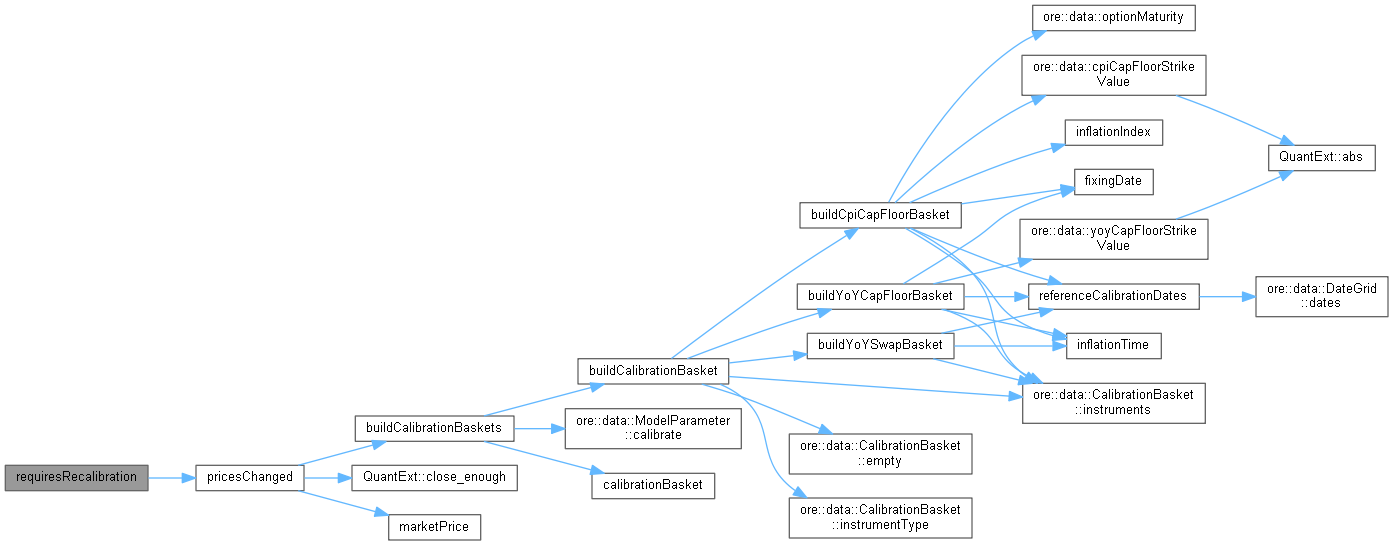 ore::data::optionMaturity
ore::data::cpiCapFloorStrike
Value
inflationIndex
QuantExt::abs
fixingDate
buildCpiCapFloorBasket
ore::data::yoyCapFloorStrike
Value
buildYoYCapFloorBasket
referenceCalibrationDates
ore::data::DateGrid
::dates
buildYoYSwapBasket
inflationTime
buildCalibrationBasket
ore::data::CalibrationBasket
::instruments
buildCalibrationBaskets
ore::data::ModelParameter
::calibrate
ore::data::CalibrationBasket
::empty
requiresRecalibration
pricesChanged
QuantExt::close_enough
calibrationBasket
ore::data::CalibrationBasket
::instrumentType
marketPrice